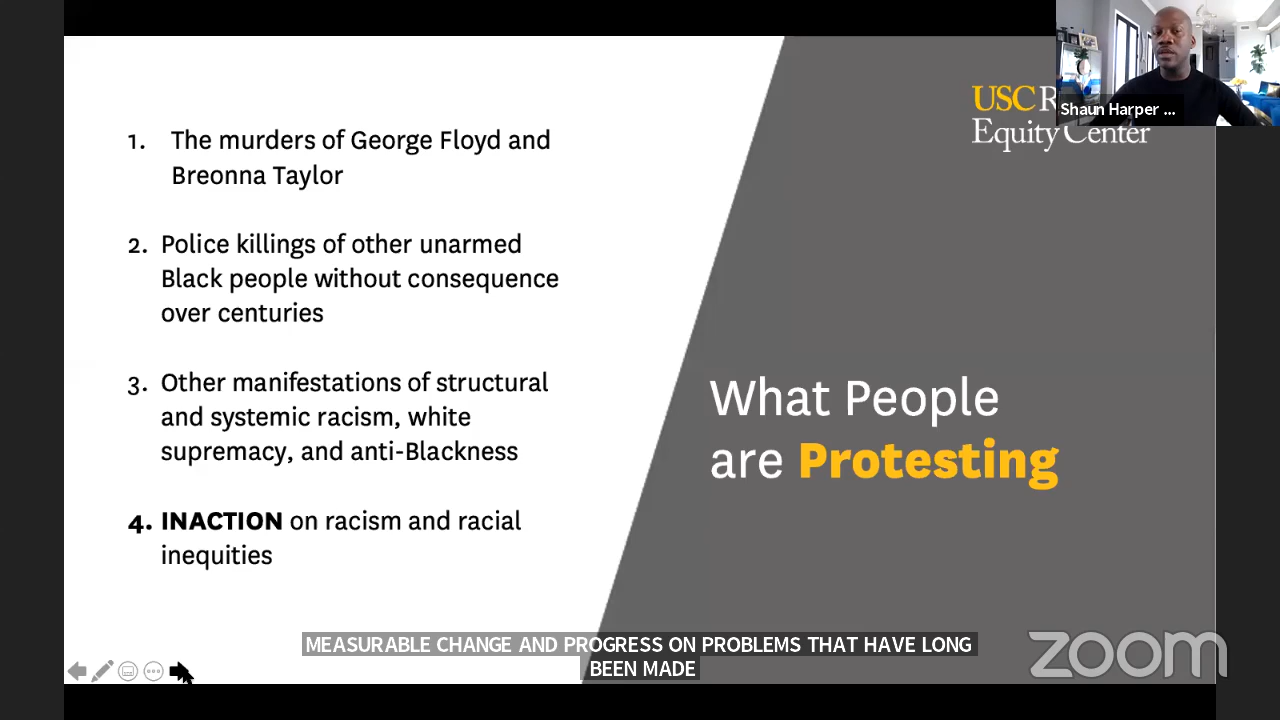 1. The murders of George Floyd and
Breonna Taylor
2. Police killings of other unarmed
Black people without consequence
over centuries
3. Other manifestations of structural
and systemic racism, white
supremacy, and anti-Blackness
4. INACTION on racism and racial
inequities
USC R
Equity Center
Shaun Harper ...
What People
are Protesting
MEASURABLE CHANGE AND PROGRESS ON PROBLEMS THAT HAVE LONG
BEEN MADE
zoom